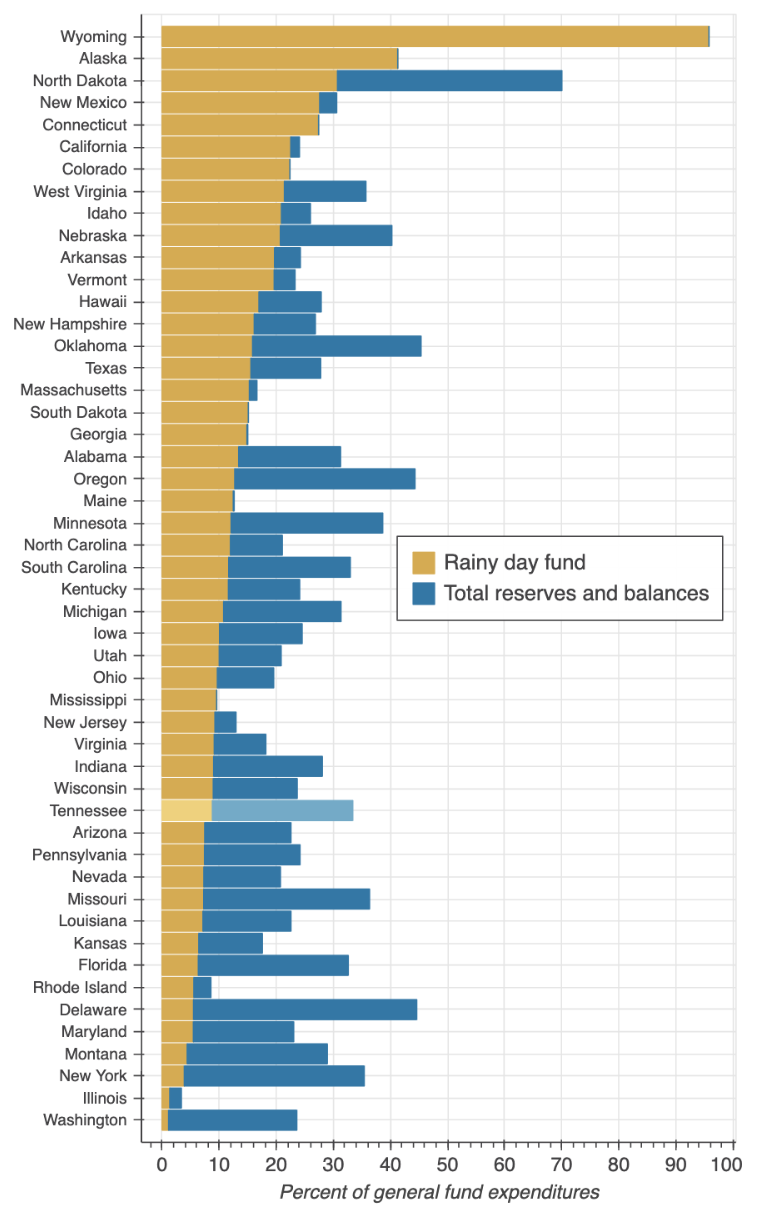 Wyoming
Alaska
North Dakota
New Mexico
Connecticut
California
Colorado
West Virginia
Idaho
Nebraska
Arkansas
Vermont
Hawaii
New Hampshire
Oklahoma
Texas
Massachusetts
South Dakota
Georgia
Alabama
Oregon
Maine
Minnesota
North Carolina
South Carolina
Kentucky
Michigan
Iowa
Utah
Ohio
Mississippi
New Jersey
Virginia
Indiana
Wisconsin
Tennessee
Arizona
Pennsylvania
Nevada
Missouri
Louisiana
Kansas
Florida
Rhode Island
Delaware
Maryland
Montana
New York
Illinois
Washington
Rainy day fund
Total reserves and balances
0 10 20 30 40 50 60 70 80 90 100
Percent of general fund expenditures